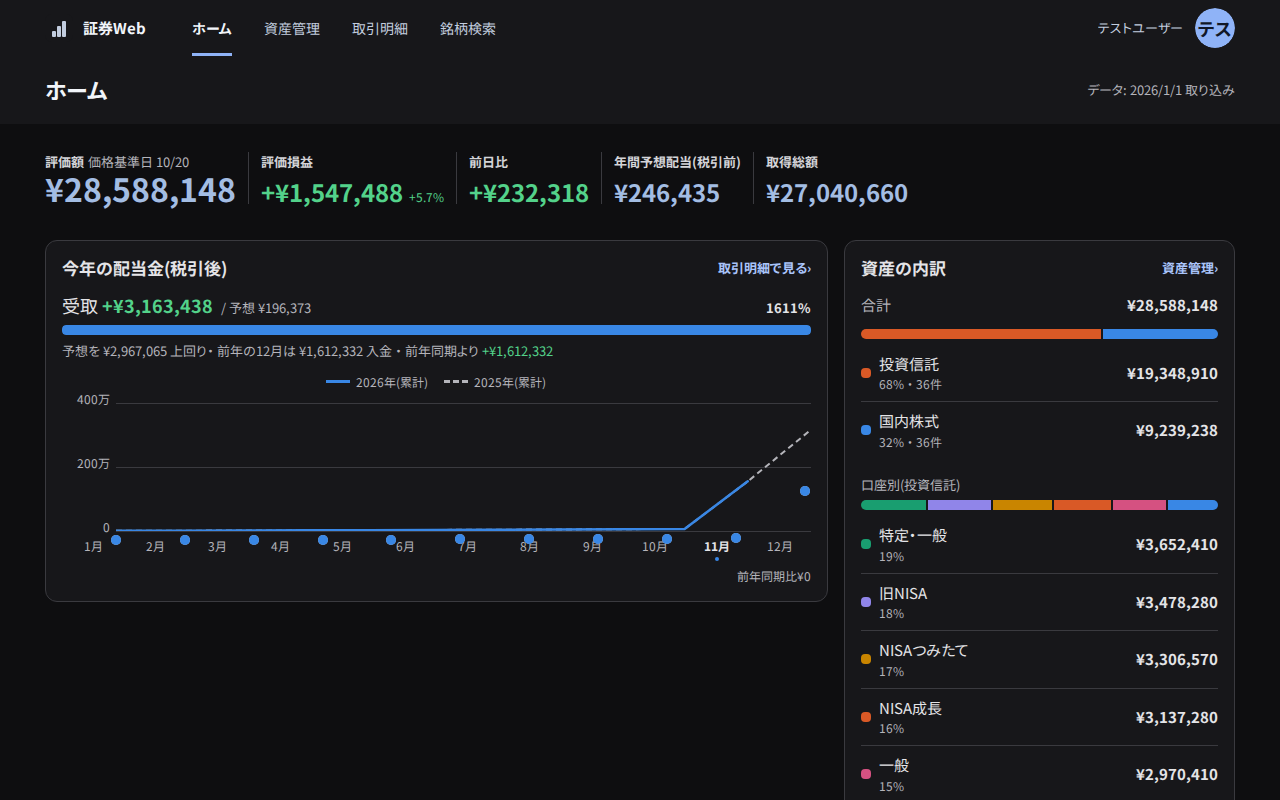 証券Web
ホーム
資産管理
取引明細
銘柄検索
テストユーザー
テス
ホーム
データ: 2026/1/1 取り込み
評価額 価格基準日 10/20
¥28,588,148
評価損益
+¥1,547,488 +5.7%
前日比
+¥232,318
年間予想配当(税引前)
¥246,435
取得総額
¥27,040,660
今年の配当金(税引後)
取引明細で見る›
受取 +¥3,163,438 / 予想 ¥196,373
1611%
予想を ¥2,967,065 上回り・前年の12月は ¥1,612,332 入金・前年同期より +¥1,612,332
2026年(累計)
2025年(累計)
400万
200万
0
1月 2月 3月 4月 5月 6月 7月 8月 9月 10月 11月 12月
前年同期比¥0
資産の内訳
資産管理›
合計
¥28,588,148
投資信託
68%・36件
¥19,348,910
国内株式
32%・36件
¥9,239,238
口座別(投資信託)
特定・一般
19%
¥3,652,410
旧NISA
18%
¥3,478,280
NISAつみたて
17%
¥3,306,570
NISA成長
16%
¥3,137,280
一般
15%
¥2,970,410